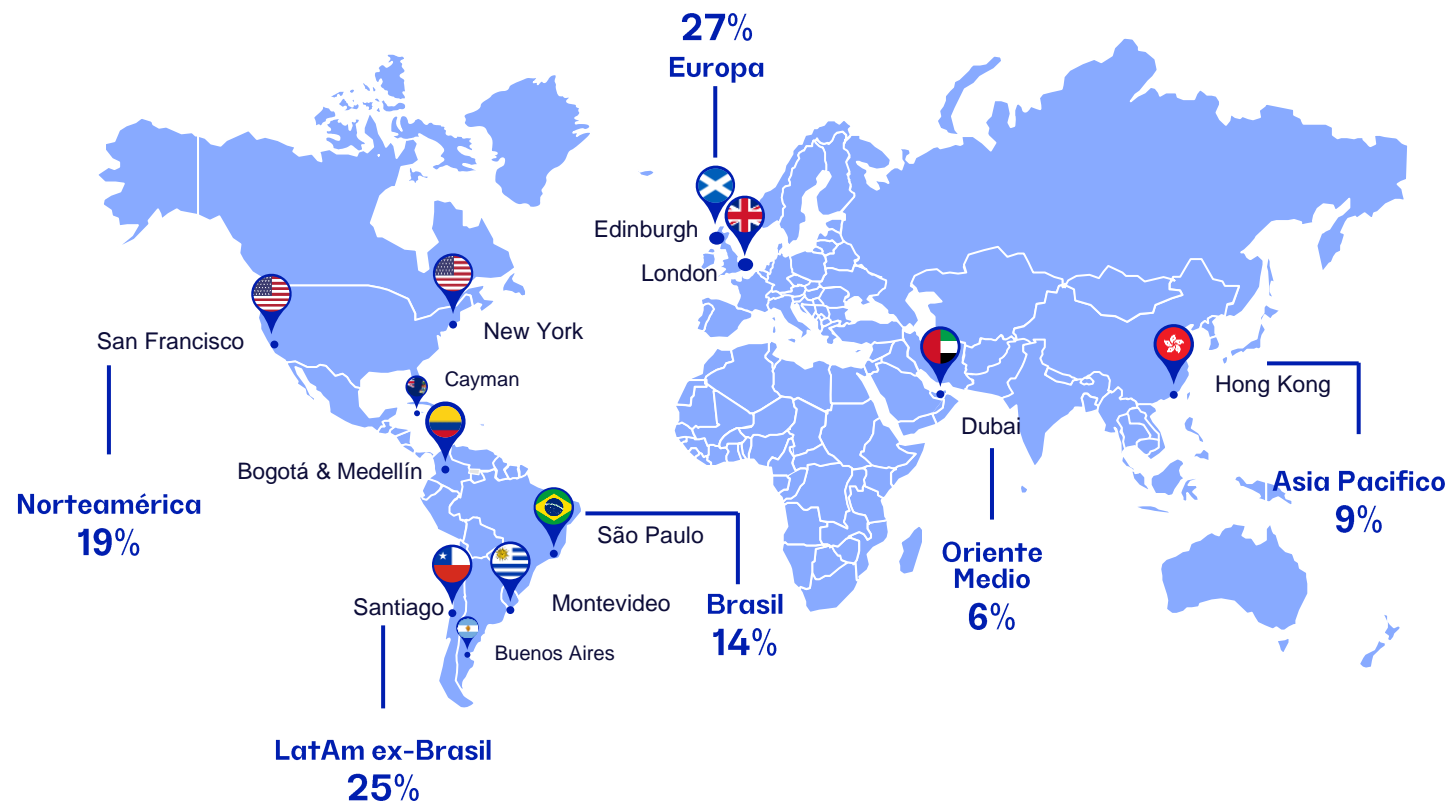 27%
Europa
Edinburgh
London
San Francisco
New York
Cayman
Hong Kong
Dubai
Bogotá & Medellín
Norteamérica
19%
Asia Pacifico
9%
São Paulo
Oriente
Medio
6%
Santiago
Montevideo
Brasil
14%
Buenos Aires
LatAm ex-Brasil
25%